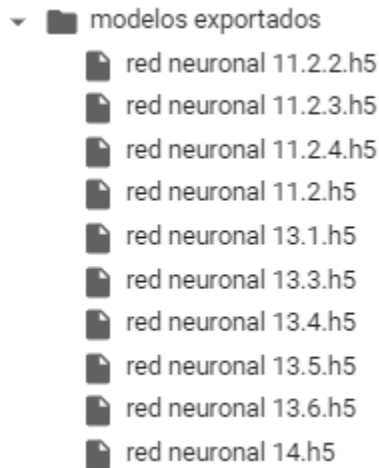 modelos exportados
red neuronal 11.2.2.h5
red neuronal 11.2.3.h5
red neuronal 11.2.4.h5
red neuronal 11.2.h5
red neuronal 13.1.h5
red neuronal 13.3.h5
red neuronal 13.4.h5
red neuronal 13.5.h5
red neuronal 13.6.h5
red neuronal 14.h5